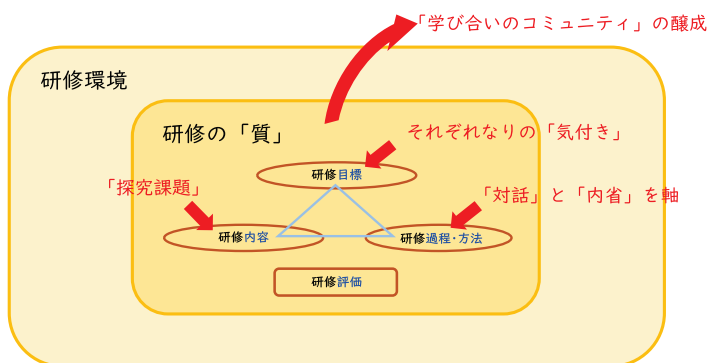 「学び合いのコミュニティ」の醸成
研修環境
研修の「質」
それぞれなりの「気付き」
研修目標
「探究課題」
「対話」と「内省」を軸
研修内容
研修過程・方法
研修評価